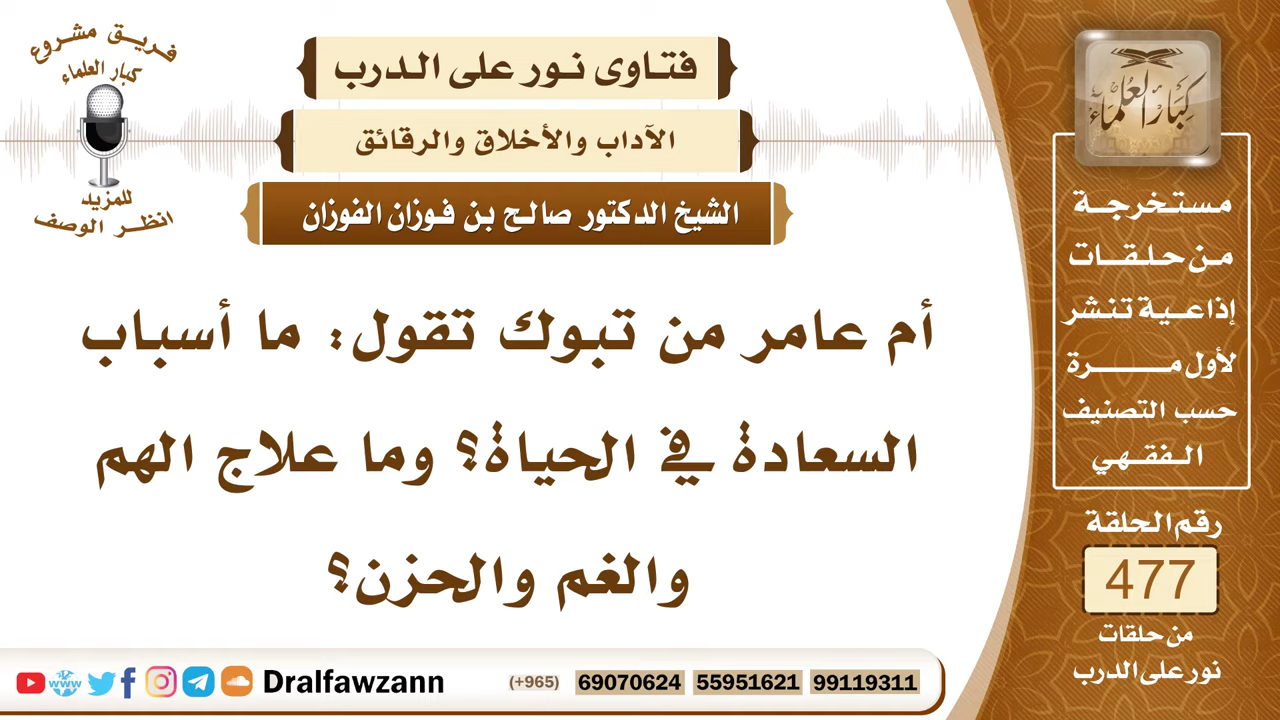 فريق مشروع
كبار العلماء
للمزيد
انظر الوصف
فتاوى نور على الدرب
الآداب والأخلاق والرقائق
الشيخ الدكتور صالح بن فوزان الفوزان
أم عامر من تبوك تقول: ما أسباب
السعادة في الحياة؟ وما علاج الهم
والغم والحزن؟
كبار العلماء
مستخرجة
من حلقات
إذاعية تنشر
لأول مرة
حسب التصنيف
الفقهي
رقم الحلقة
477
من حلقات
نور على الدرب
www Dralfawzann (+965) 69070624 55951621 99119311